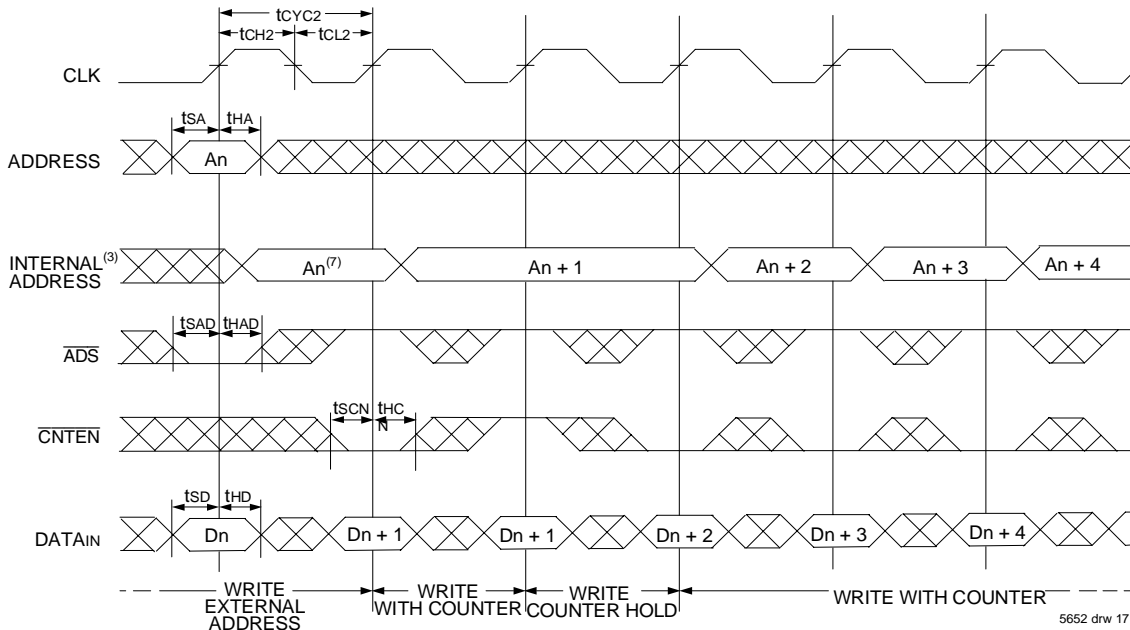 tCYC2
tCH2 tCL2
CLK
tSA tHA
ADDRESS An
INTERNAL(3)
ADDRESS
An(7) An + 1 An + 2 An + 3 An + 4
tSAD tHAD
ADS
tSCN tHC
N
CNTEN
tSD tHD
DATAIN Dn Dn + 1 Dn + 1 Dn + 2 Dn + 3 Dn + 4
WRITE
EXTERNAL
ADDRESS
WRITE
WITH COUNTER
WRITE
COUNTER HOLD
WRITE WITH COUNTER
5652 drw 17